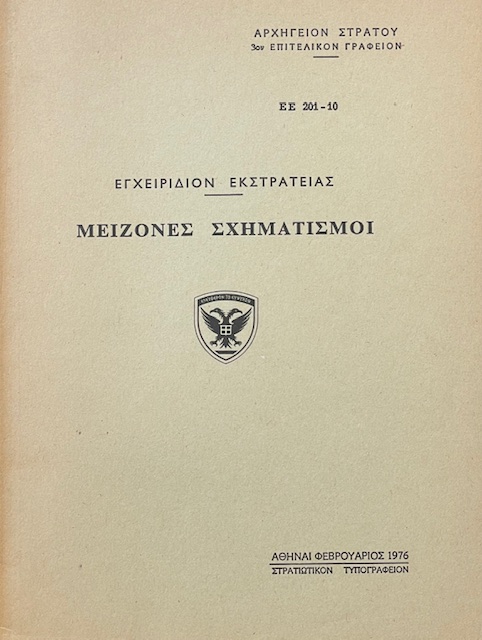 ΑΡΧΗΓΕΙΟΝ ΣΤΡΑΤΟΥ
3ον ΕΠΙΤΕΛΙΚΟΝ ΓΡΑΦΕΙΟΝ
ΕΕ 201-10
ΕΓΧΕΙΡΙΔΙΟΝ ΕΚΣΤΡΑΤΕΙΑΣ
ΜΕΙΖΟΝΕΣ ΣΧΗΜΑΤΙΣΜΟΙ
ΑΘΗΝΑΙ ΦΕΒΡΟΥΑΡΙΟΣ 1976
ΣΤΡΑΤΙΩΤΙΚΟΝ ΤΥΠΟΓΡΑΦΕΙΟΝ